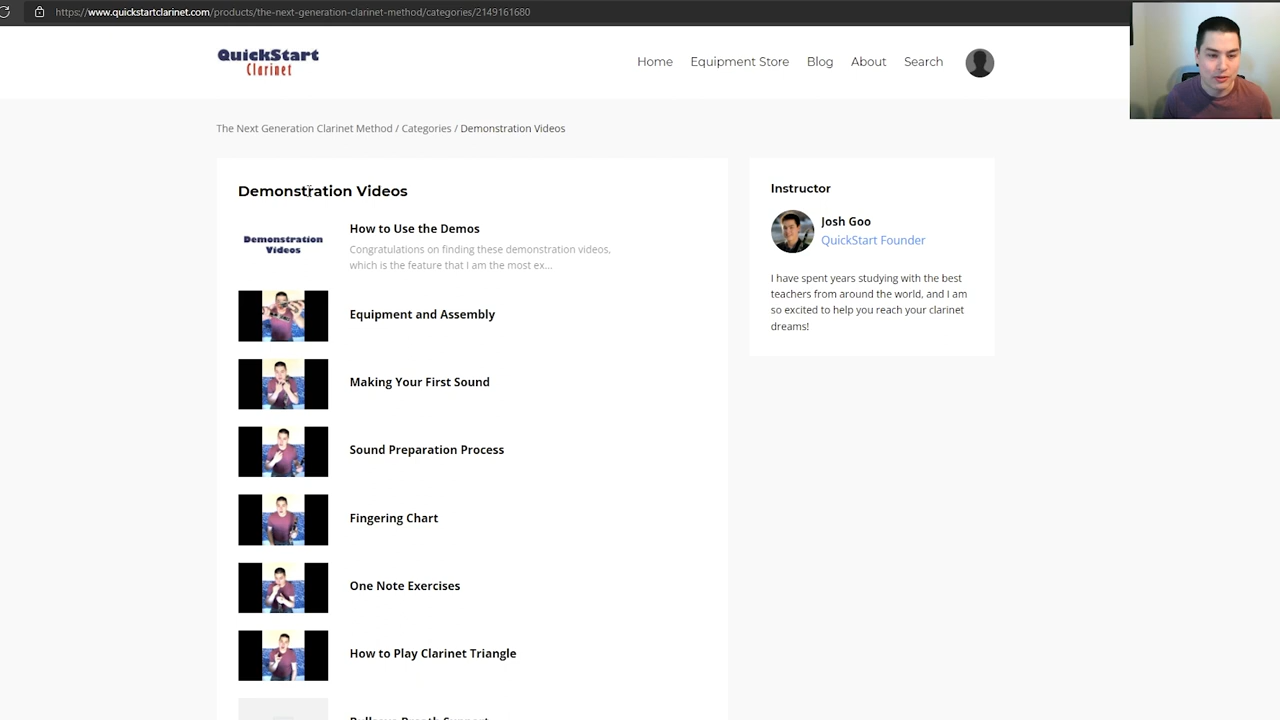 https://www.quickstartclarinet.com/products/the-next-generation-clarinet-method/categories/2149161680
QuickStart
Clarinet
Home
Equipment Store
Blog
About
Search
The Next Generation Clarinet Method / Categories / Demonstration Videos
Demonstration Videos
Demonstration
Videos
How to Use the Demos
Congratulations on finding these demonstration videos,
which is the feature that I am the most ex...
Equipment and Assembly
Making Your First Sound
Sound Preparation Process
Fingering Chart
One Note Exercises
How to Play Clarinet Triangle
Instructor
Josh Goo
QuickStart Founder
I have spent years studying with the best
teachers from around the world, and I am
so excited to help you reach your clarinet
dreams!